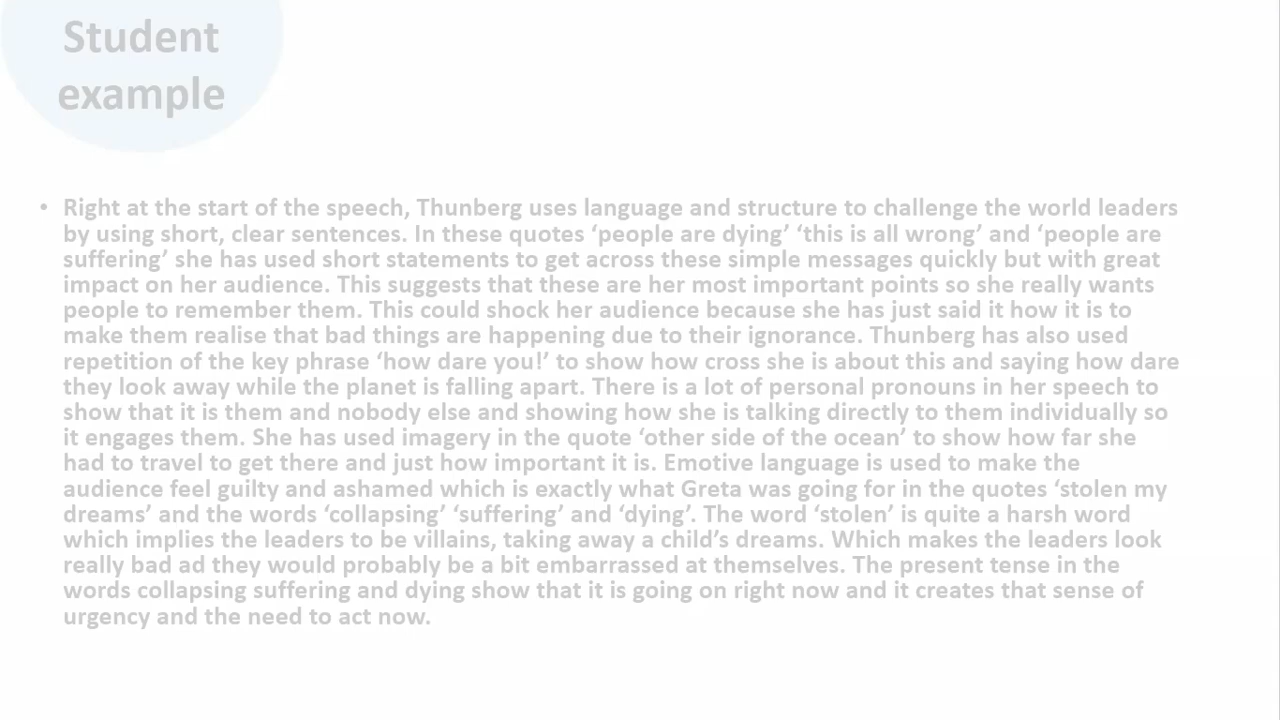 Student
example
• Right at the start of the speech, Thunberg uses language and structure to challenge the world leaders
by using short, clear sentences. In these quotes ‘people are dying’ ‘this is all wrong’ and ‘people are
suffering’ she has used short statements to get across these simple messages quickly but with great
impact on her audience. This suggests that these are her most important points so she really wants
people to remember them. This could shock her audience because she has just said it how it is to
make them realise that bad things are happening due to their ignorance. Thunberg has also used
repetition of the key phrase ‘how dare you!’ to show how cross she is about this and saying how dare
they look away while the planet is falling apart. There is a lot of personal pronouns in her speech to
show that it is them and nobody else and showing how she is talking directly to them individually so
it engages them. She has used imagery in the quote ‘other side of the ocean’ to show how far she
had to travel to get there and just how important it is. Emotive language is used to make the
audience feel guilty and ashamed which is exactly what Greta was going for in the quotes ‘stolen my
dreams’ and the words ‘collapsing’ ‘suffering’ and ‘dying’. The word ‘stolen’ is quite a harsh word
which implies the leaders to be villains, taking away a child’s dreams. Which makes the leaders look
really bad ad they would probably be a bit embarrassed at themselves. The present tense in the
words collapsing suffering and dying show that it is going on right now and it creates that sense of
urgency and the need to act now.